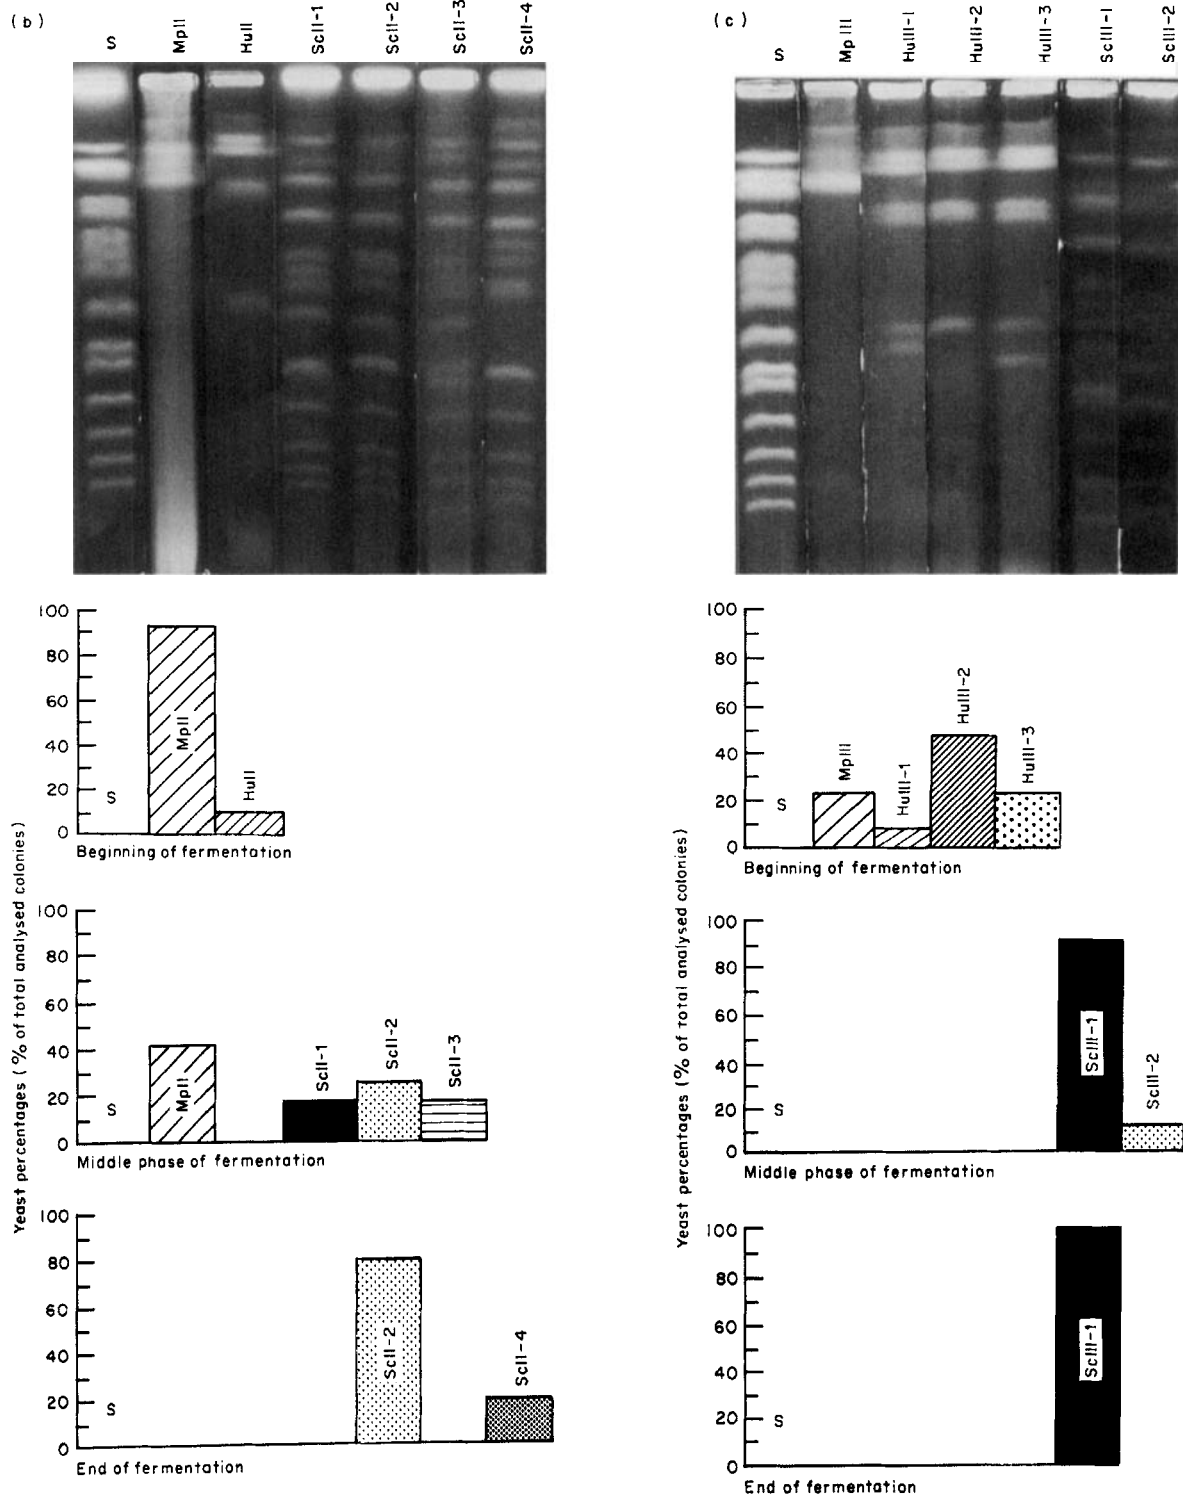 (b)
S
MpII
HuII
ScII-1
ScII-2
ScII-3
ScII-4
Yeast percentages (% of total analysed colonies)
100
80
60
40
20
0
S
MpII
HuII
Beginning of fermentation
100
80
60
40
20
0
S
MpII
ScII-1
ScII-2
ScII-3
Middle phase of fermentation
100
80
60
40
20
0
S
ScII-2
ScII-4
End of fermentation
(c)
S
MpIII
HuIII-1
HuIII-2
HuIII-3
ScIII-1
ScIII-2
Yeast percentages (% of total analysed colonies)
100
80
60
40
20
0
S
MpIII
HuIII-1
HuIII-2
HuIII-3
Beginning of fermentation
100
80
60
40
20
0
S
ScIII-1
ScIII-2
Middle phase of fermentation
100
80
60
40
20
0
S
ScIII-1
End of fermentation